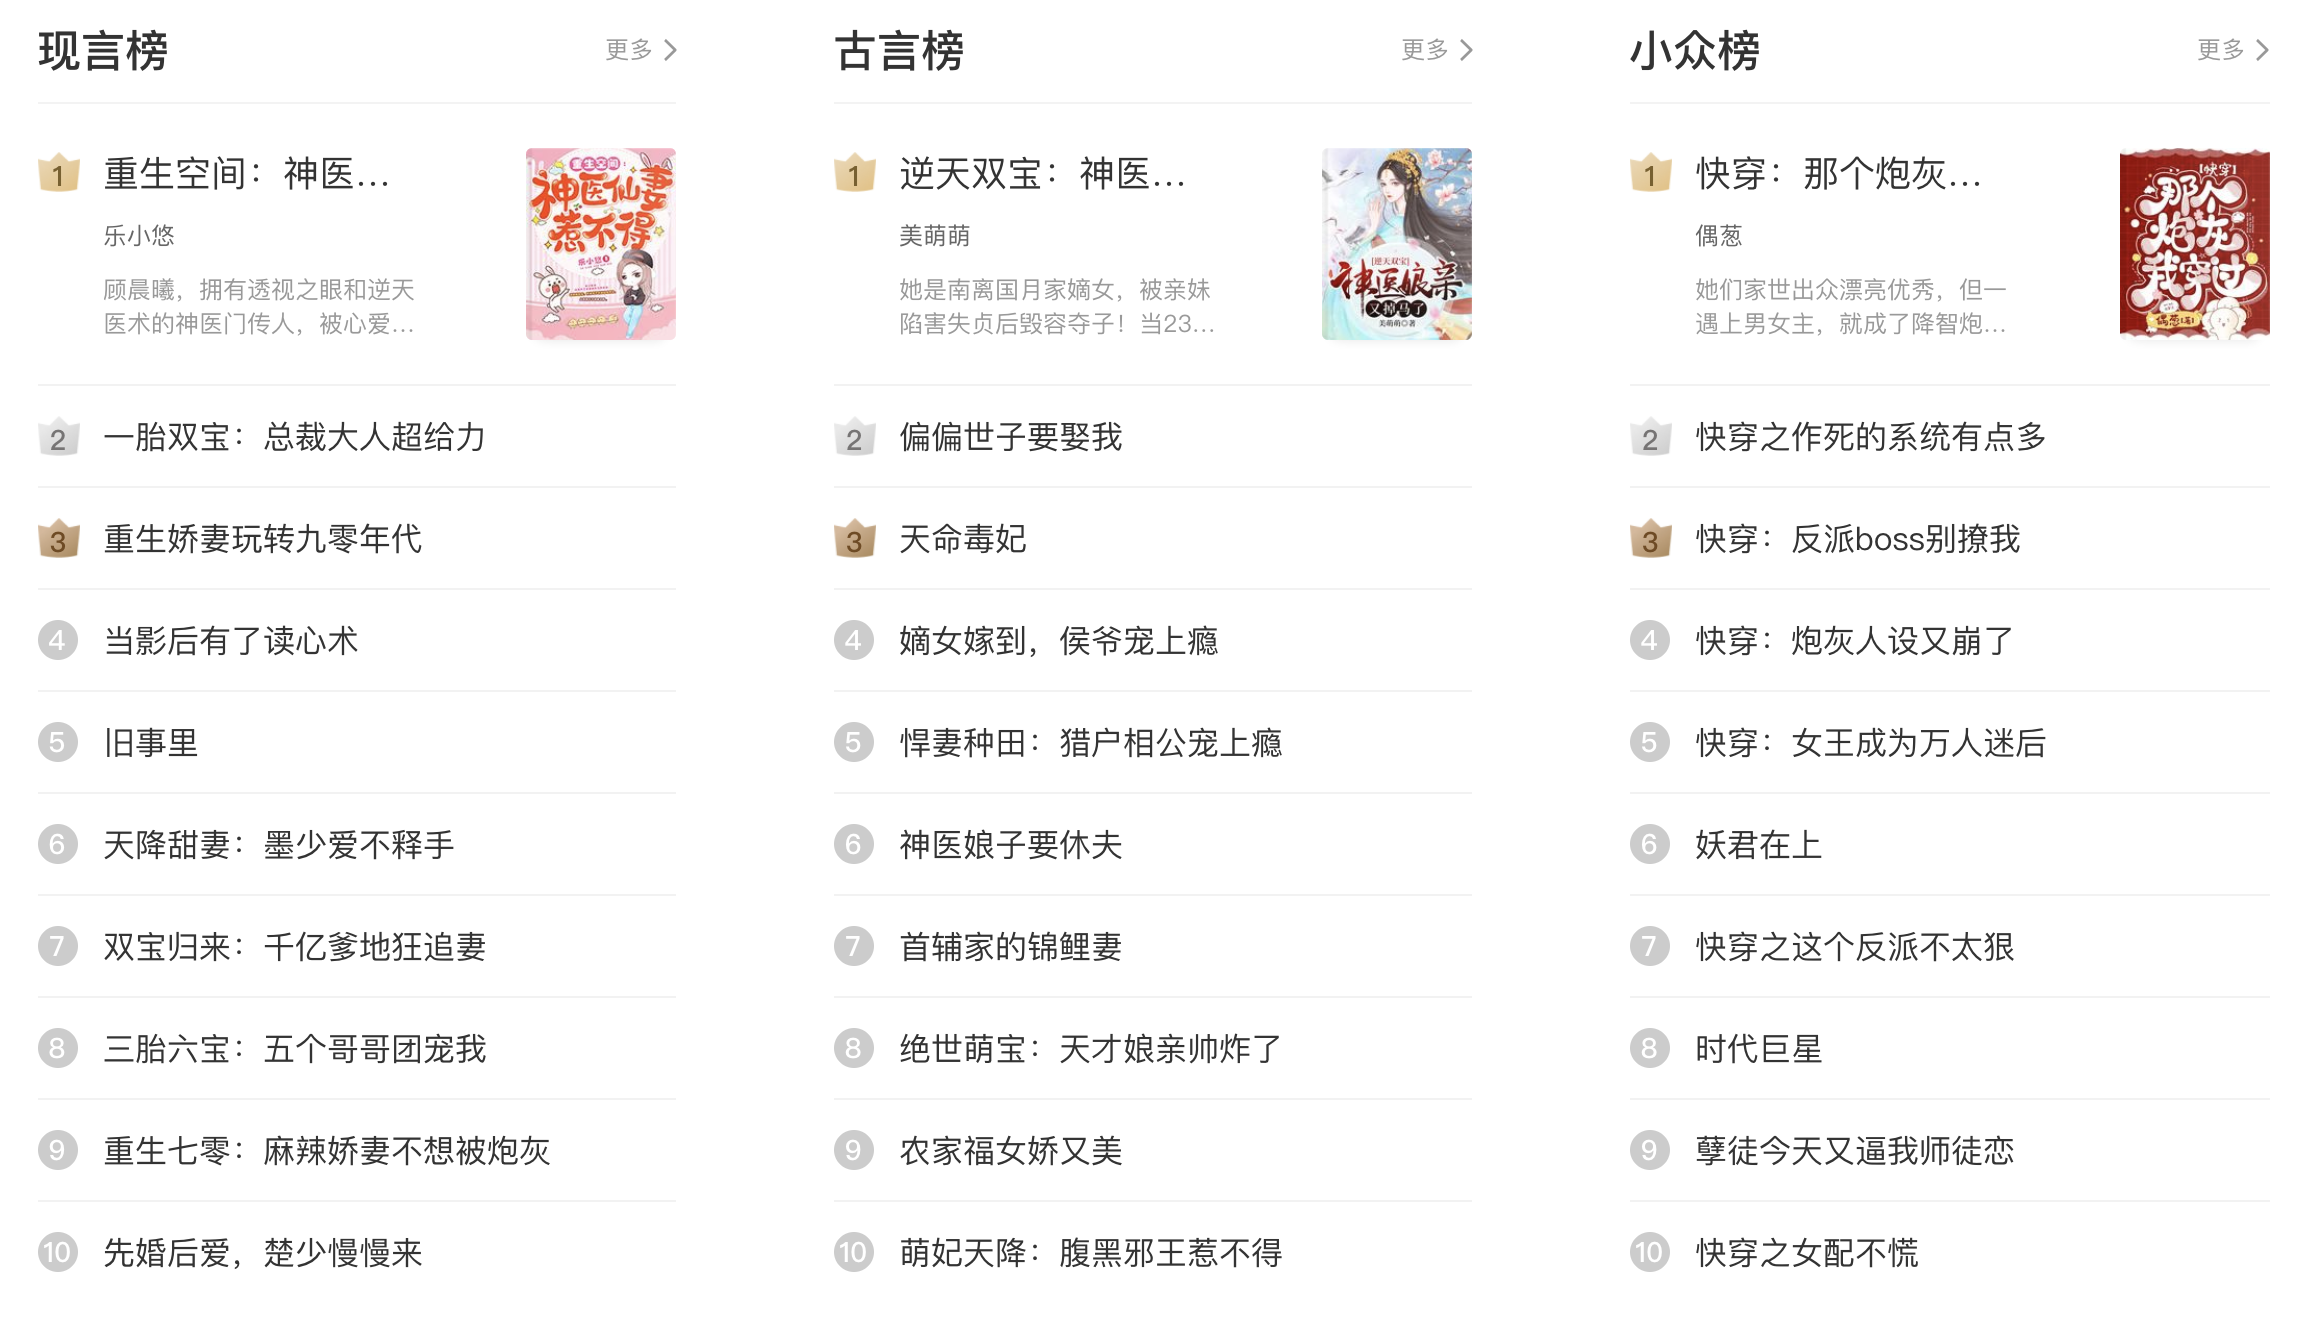 现言榜
更多
1
重生空间：神医...
乐小悠
顾晨曦，拥有透视之眼和逆天
医术的神医门传人，被心爱...
重生空间：
神医仙妻
惹不得
乐小悠
2
一胎双宝：总裁大人超给力
3
重生娇妻玩转九零年代
4
当影后有了读心术
5
旧事里
6
天降甜妻：墨少爱不释手
7
双宝归来：千亿爹地狂追妻
8
三胎六宝：五个哥哥团宠我
9
重生七零：麻辣娇妻不想被炮灰
10
先婚后爱，楚少慢慢来
古言榜
更多
1
逆天双宝：神医...
美萌萌
她是南离国月家嫡女，被亲妹
陷害失贞后毁容夺子！当23...
[逆天双宝]
神医娘亲
又掉马了
美萌萌◎著
2
偏偏世子要娶我
3
天命毒妃
4
嫡女嫁到，侯爷宠上瘾
5
悍妻种田：猎户相公宠上瘾
6
神医娘子要休夫
7
首辅家的锦鲤妻
8
绝世萌宝：天才娘亲帅炸了
9
农家福女娇又美
10
萌妃天降：腹黑邪王惹不得
小众榜
更多
1
快穿：那个炮灰...
偶葱
她们家世出众漂亮优秀，但一
遇上男女主，就成了降智炮...
[快穿]
那个
炮灰
我穿过
偶葱[著]
2
快穿之作死的系统有点多
3
快穿：反派boss别撩我
4
快穿：炮灰人设又崩了
5
快穿：女王成为万人迷后
6
妖君在上
7
快穿之这个反派不太狠
8
时代巨星
9
孽徒今天又逼我师徒恋
10
快穿之女配不慌